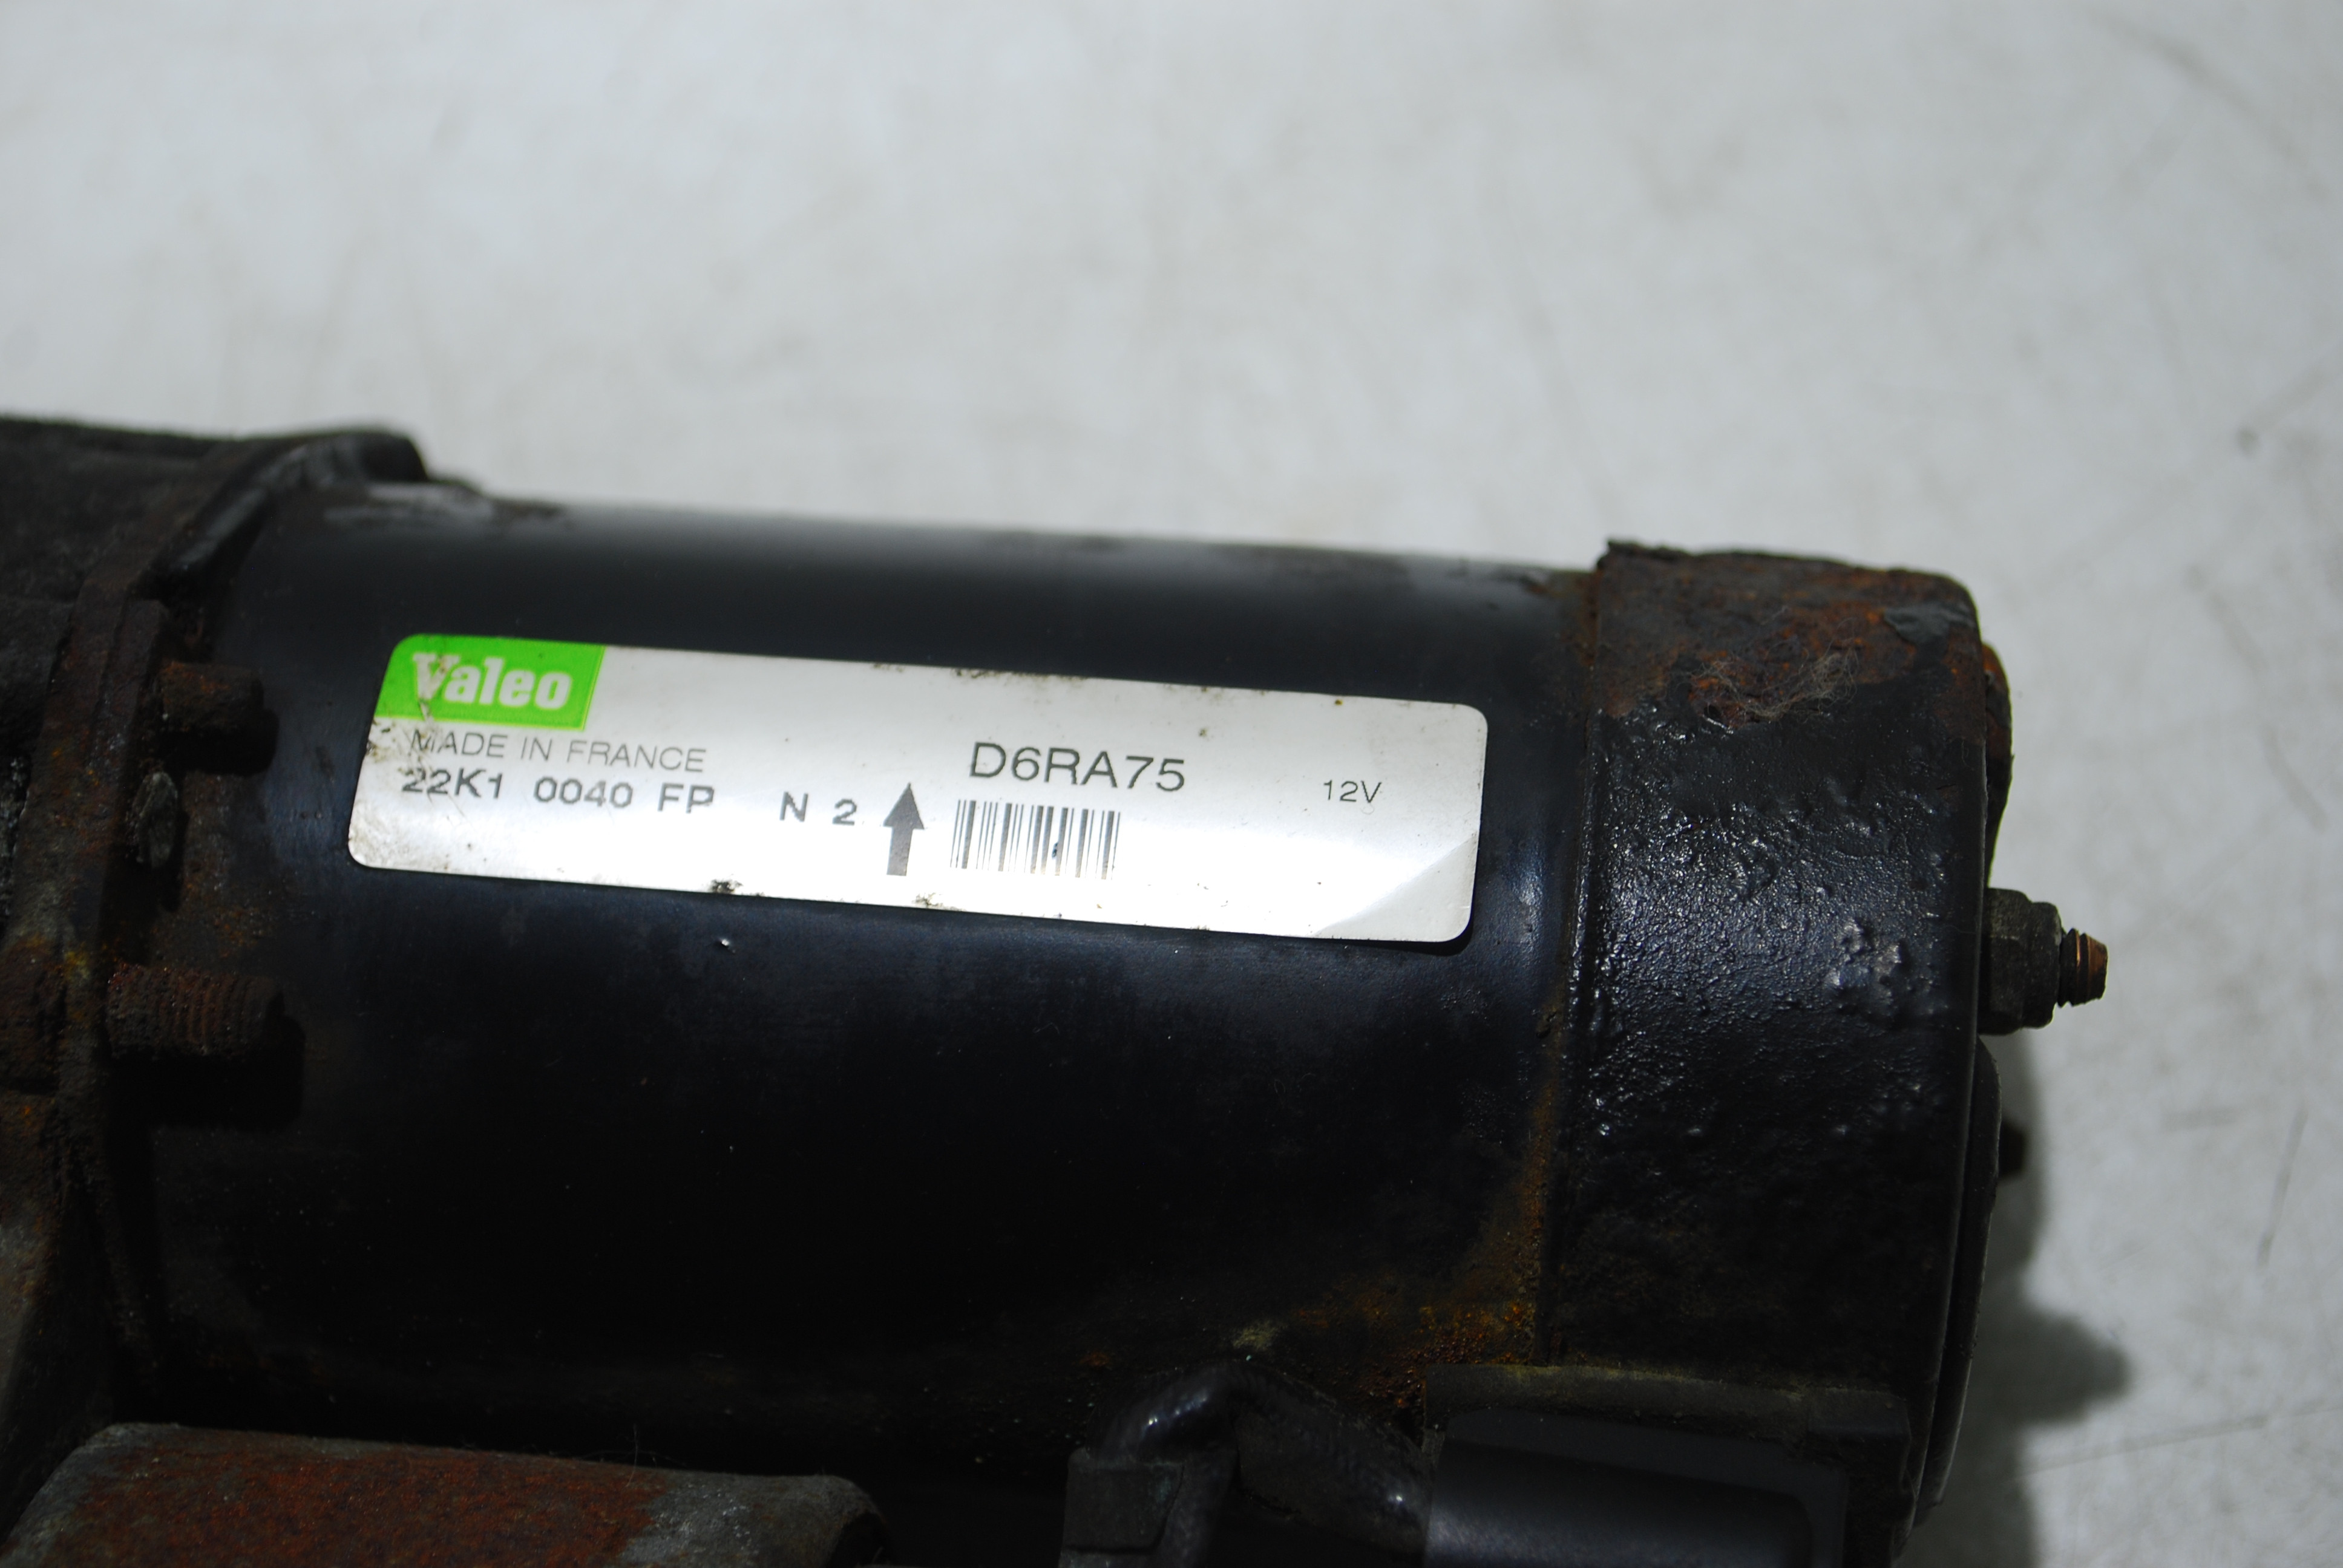 Valeo
MADE IN FRANCE
22K1 0040 FP N 2
D6RA75
12V